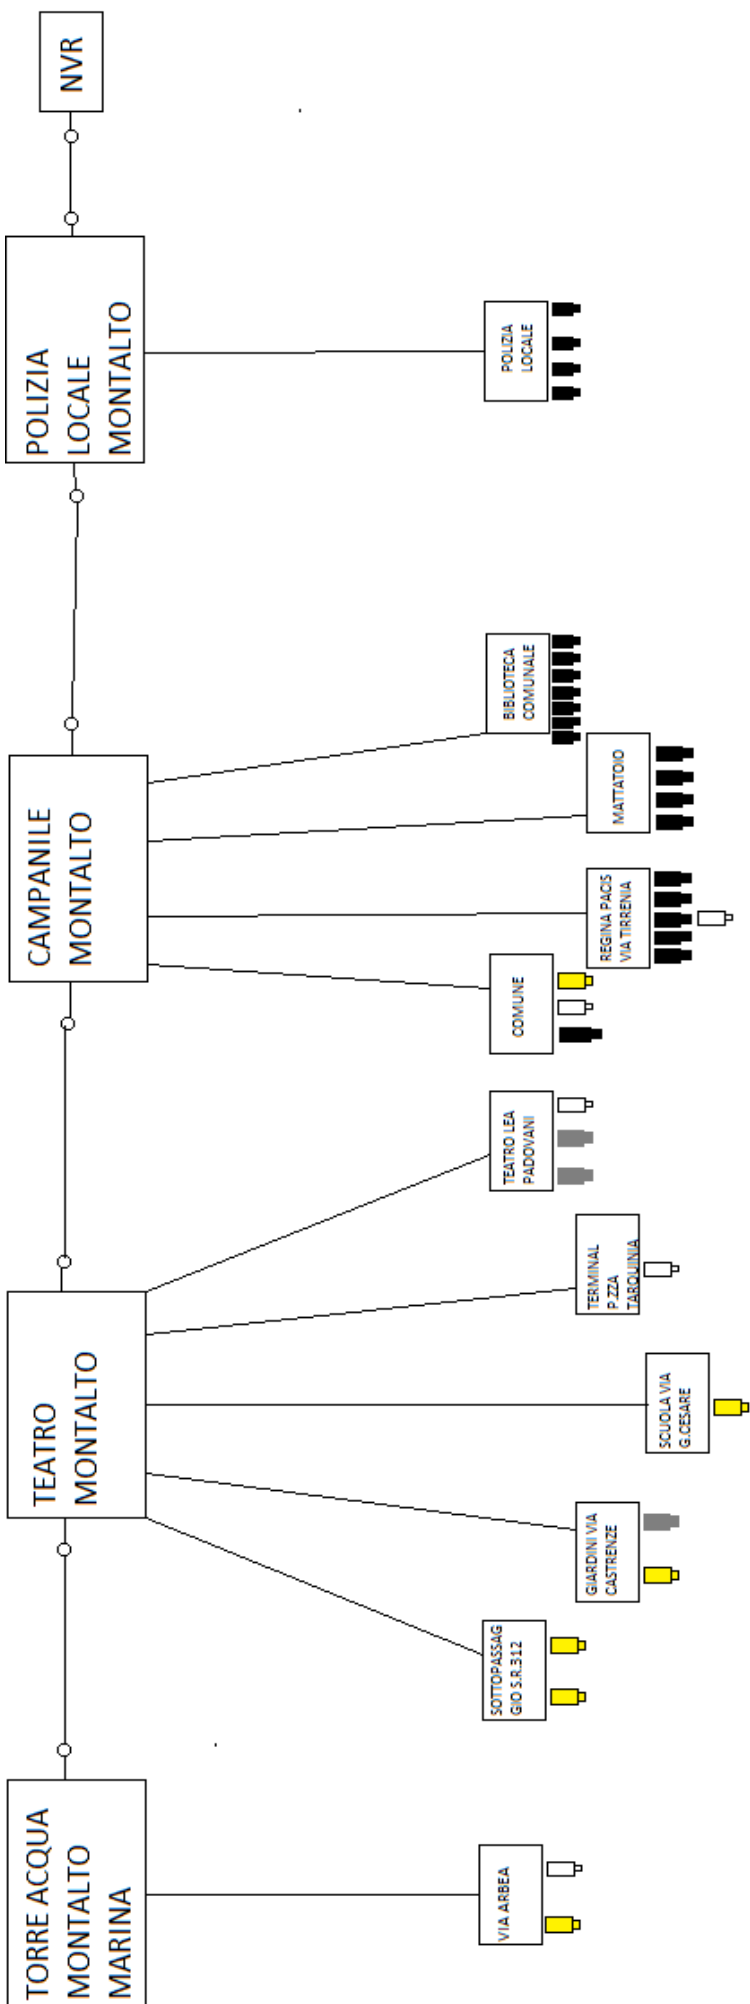 NVR
POLIZIA
LOCALE
MONTALTO
POLIZIA
LOCALE
CAMPANILE
MONTALTO
BIBLIOTECA
COMUNALE
MATTATOIO
REGINA PACIS
VIA TIRRENIA
COMUNE
TEATRO
MONTALTO
TEATRO LEA
PADOVANI
TERMINAL
P.ZZA
TARQUINIA
SCUOLA VIA
G.CESARE
GIARDINI VIA
CASTRENZE
SOTTOPASSAG
GIO S.R.312
TORRE ACQUA
MONTALTO
MARINA
VIA ARBEA